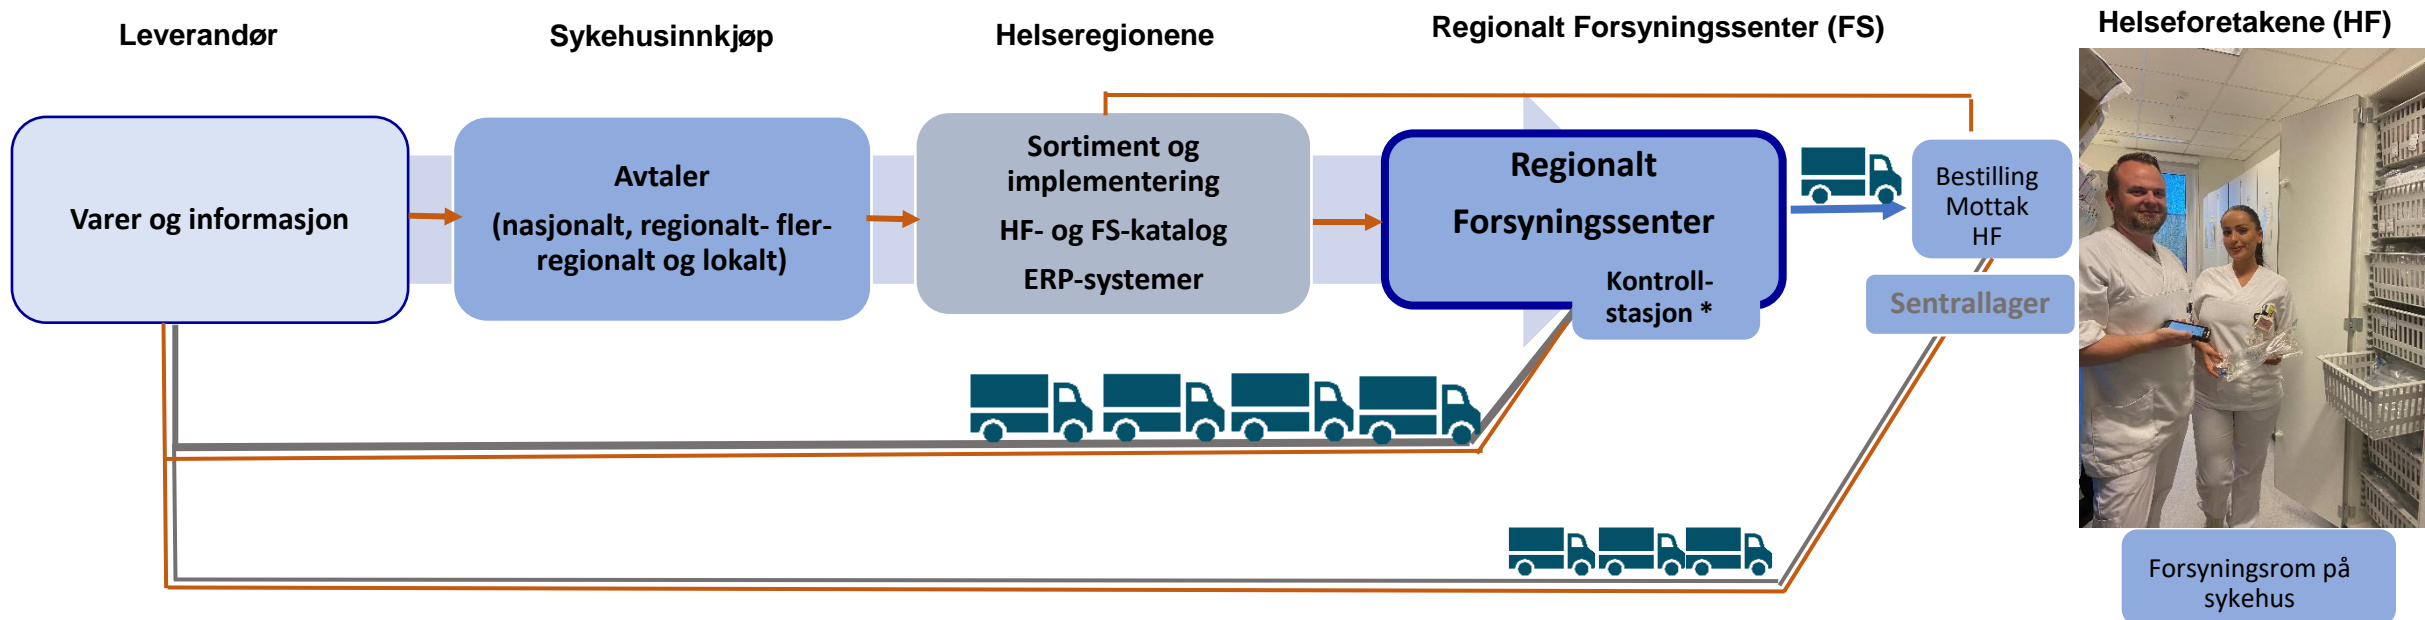 Leverandør
Sykehusinnkjøp
Helseregionene
Regionalt Forsyningssenter (FS)
Helseforetakene (HF)
Varer og informasjon
Avtaler
(nasjonalt, regionalt- fler-
regionalt og lokalt)
Sortiment og
implementering
HF- og FS-katalog
ERP-systemer
Regionalt
Forsyningssenter
Kontroll-
stasjon *
Bestilling
Mottak
HF
Sentrallager
Forsyningsrom på
sykehus